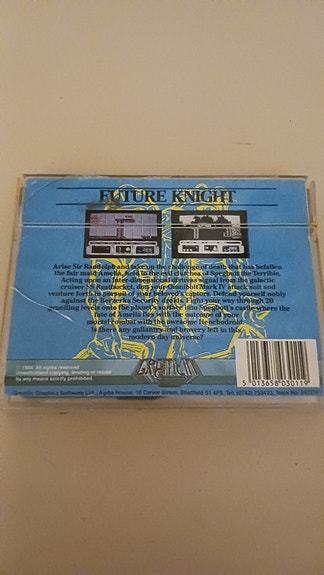 FUTURE KNIGHT
Arise Sir Randolph and take up the challenge of death that has befallen
the fair maid Amelia, held in the evil clutches of Spegbott the Terrible.
Acting upon an inter-dimensional distress signal from the galactic
cruiser SS Rustbucket, don your Omnibott Mark IV attack suit and
venture forth in pursuit of your beloved's captors. Defend yourself nobly
against the Berzerka Security Droids. Fight your way through 20
gruelling levels onto the planet's surface into Spegbott's castle where the
fate of Amelia lies with the outcome of your
mortal combat with the awesome Henchodroid.
Is there any gallantry and bravery left in this
modern day universe?
© 1986. All rights reserved.
Unauthorised copying, lending or resale
by any means strictly prohibited.
GREMLIN
5 013658 030119
Gremlin Graphics Software Ltd., Alpha House, 10 Carver Street, Sheffield S1 4FS. Tel: (0742) 753423. Telex No: